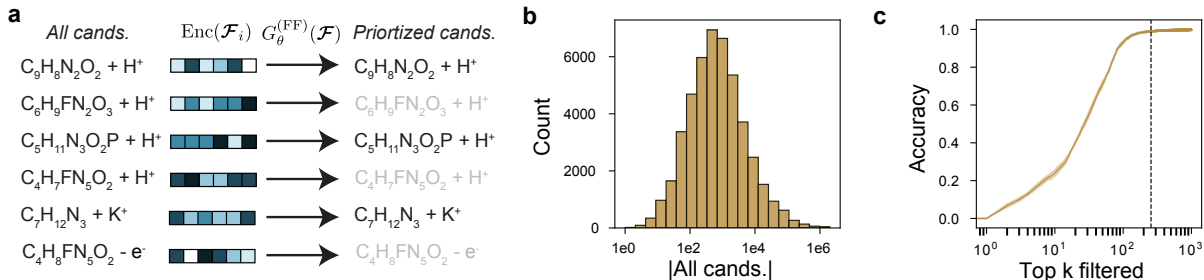 a
All cands. Enc(𝓕ᵢ) G_θ^(FF)(𝓕) Priortized cands.
C₉H₈N₂O₂ + H⁺ C₉H₈N₂O₂ + H⁺
C₆H₉FN₂O₃ + H⁺ C₆H₉FN₂O₃ + H⁺
C₅H₁₁N₃O₂P + H⁺ C₅H₁₁N₃O₂P + H⁺
C₄H₇FN₅O₂ + H⁺ C₄H₇FN₅O₂ + H⁺
C₇H₁₂N₃ + K⁺ C₇H₁₂N₃ + K⁺
C₄H₈FN₅O₂ - e⁻ C₄H₈FN₅O₂ - e⁻
b
Count
6000
4000
2000
0
1e0 1e2 1e4 1e6
|All cands.|
c
Accuracy
1.0
0.8
0.6
0.4
0.2
0.0
10⁰ 10¹ 10² 10³
Top k filtered